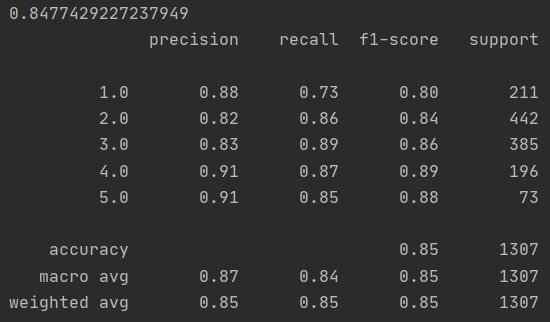 0.8477429227237949
precision recall f1-score support
1.0 0.88 0.73 0.80 211
2.0 0.82 0.86 0.84 442
3.0 0.83 0.89 0.86 385
4.0 0.91 0.87 0.89 196
5.0 0.91 0.85 0.88 73
accuracy 0.85 1307
macro avg 0.87 0.84 0.85 1307
weighted avg 0.85 0.85 0.85 1307